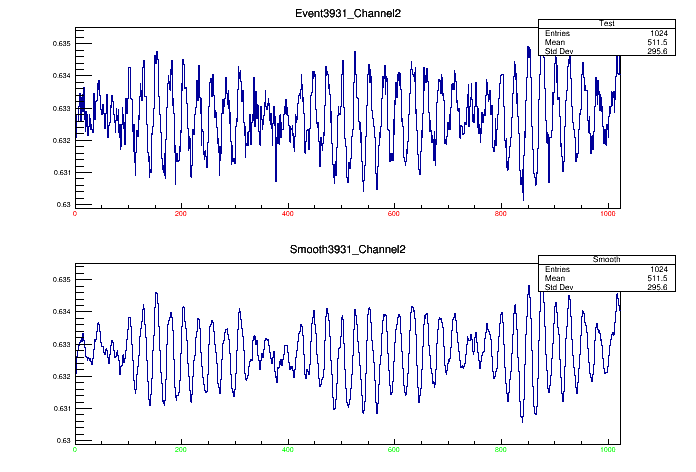 Event3931_Channel2
Test
Entries 1024
Mean 511.5
Std Dev 295.6
0.635
0.634
0.633
0.632
0.631
0.63
0 200 400 600 800 1000
Smooth3931_Channel2
Smooth
Entries 1024
Mean 511.5
Std Dev 295.6
0.635
0.634
0.633
0.632
0.631
0.63
0 200 400 600 800 1000